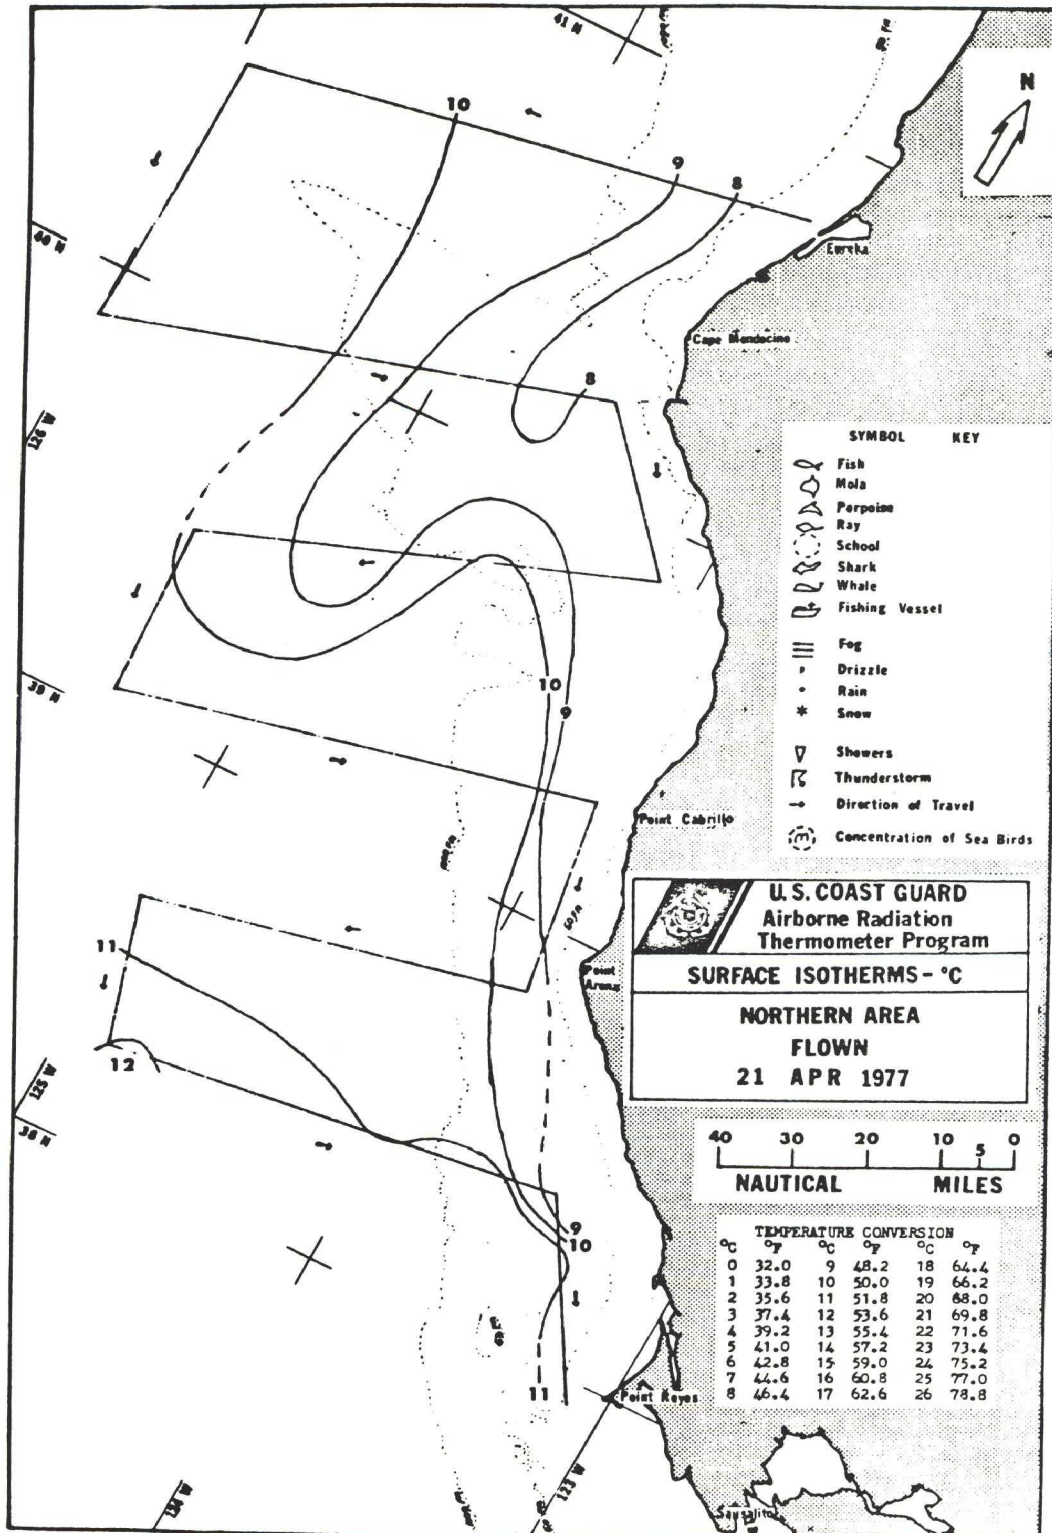 41 N
N
10
9
8
40 N
Eureka
Cape Mendocino
8
126 W
SYMBOL KEY
Fish
Mola
Porpoise
Ray
School
Shark
Whale
Fishing Vessel
Fog
Drizzle
Rain
Snow
Showers
Thunderstorm
Direction of Travel
Concentration of Sea Birds
39 N
10
9
Point Cabrillo
U.S. COAST GUARD
Airborne Radiation
Thermometer Program
SURFACE ISOTHERMS - °C
NORTHERN AREA
FLOWN
21 APR 1977
11
Point
Arena
12
125 W
38 N
40 30 20 10 5 0
NAUTICAL MILES
9
10
TEMPERATURE CONVERSION
°C °F °C °F °C °F
0 32.0 9 48.2 18 64.4
1 33.8 10 50.0 19 66.2
2 35.6 11 51.8 20 68.0
3 37.4 12 53.6 21 69.8
4 39.2 13 55.4 22 71.6
5 41.0 14 57.2 23 73.4
6 42.8 15 59.0 24 75.2
7 44.6 16 60.8 25 77.0
8 46.4 17 62.6 26 78.8
11
Point Reyes
123 W
Sausalito